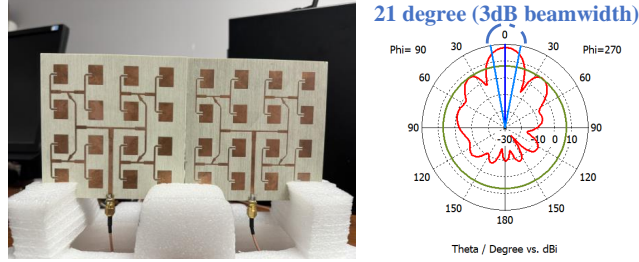 21 degree (3dB beamwidth)
Phi= 90 30 0 30 Phi=270
60 60
90 -30 -10 0 10 90
120 120
150 150
180
Theta / Degree vs. dBi